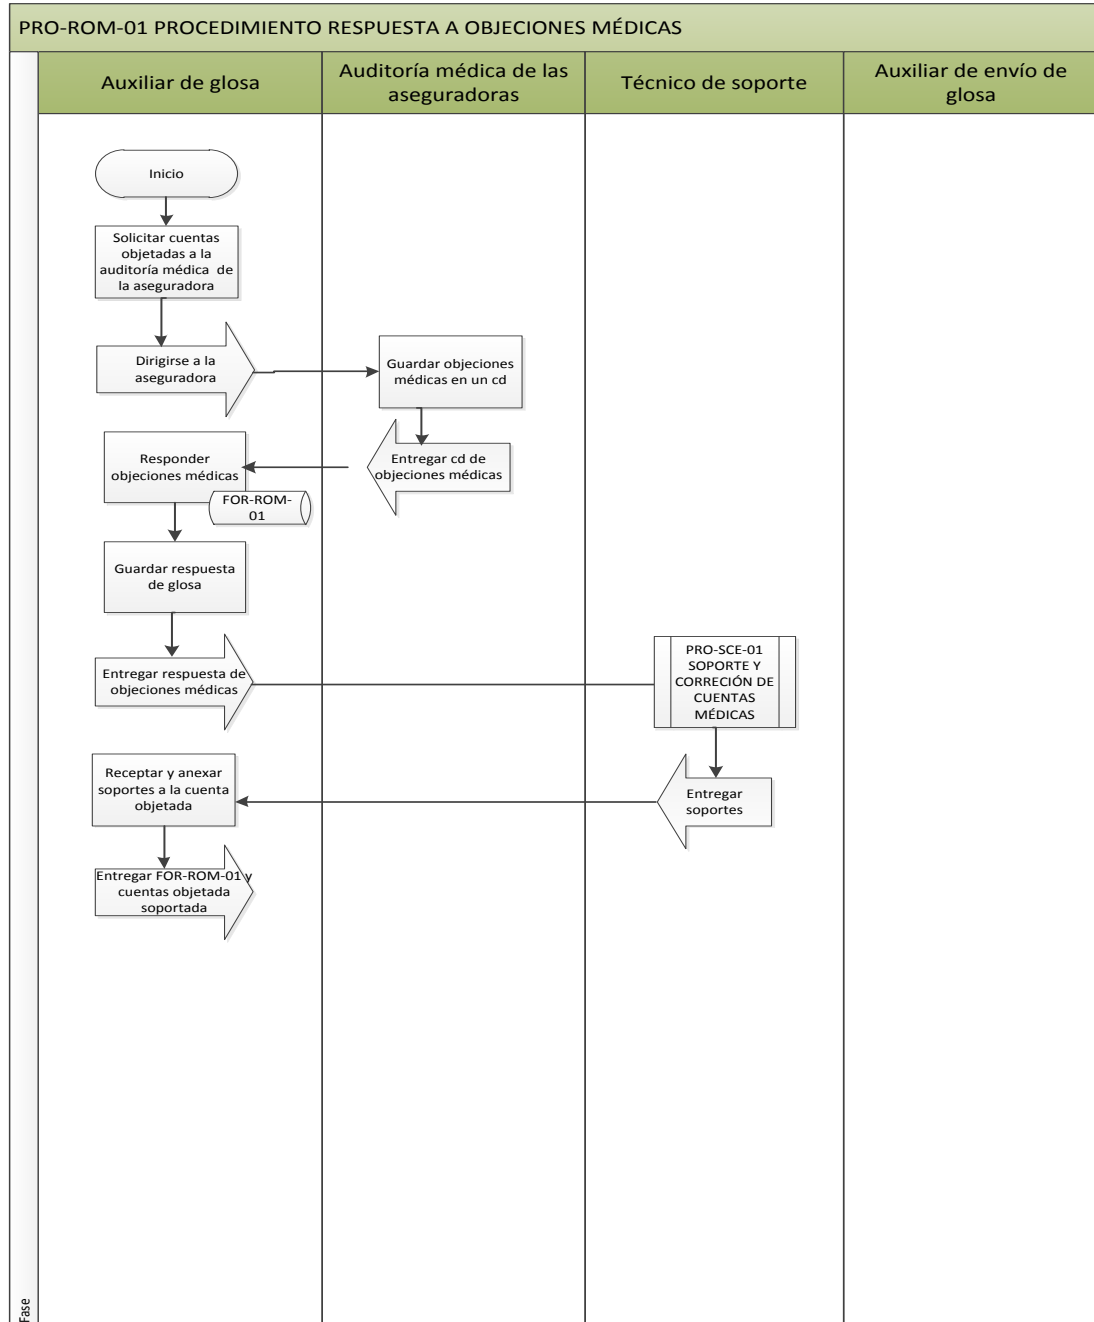 PRO-ROM-01 PROCEDIMIENTO RESPUESTA A OBJECIONES MÉDICAS
Auxiliar de glosa
Auditoría médica de las
aseguradoras
Técnico de soporte
Auxiliar de envío de
glosa
Inicio
Solicitar cuentas
objetadas a la
auditoría médica de
la aseguradora
Dirigirse a la
aseguradora
Guardar objeciones
médicas en un cd
Entregar cd de
objeciones médicas
Responder
objeciones médicas
FOR-ROM-
01
Guardar respuesta
de glosa
Entregar respuesta de
objeciones médicas
PRO-SCE-01
SOPORTE Y
CORRECIÓN DE
CUENTAS
MÉDICAS
Entregar
soportes
Receptar y anexar
soportes a la cuenta
objetada
Entregar FOR-ROM-01 y
cuentas objetada
soportada
Fase